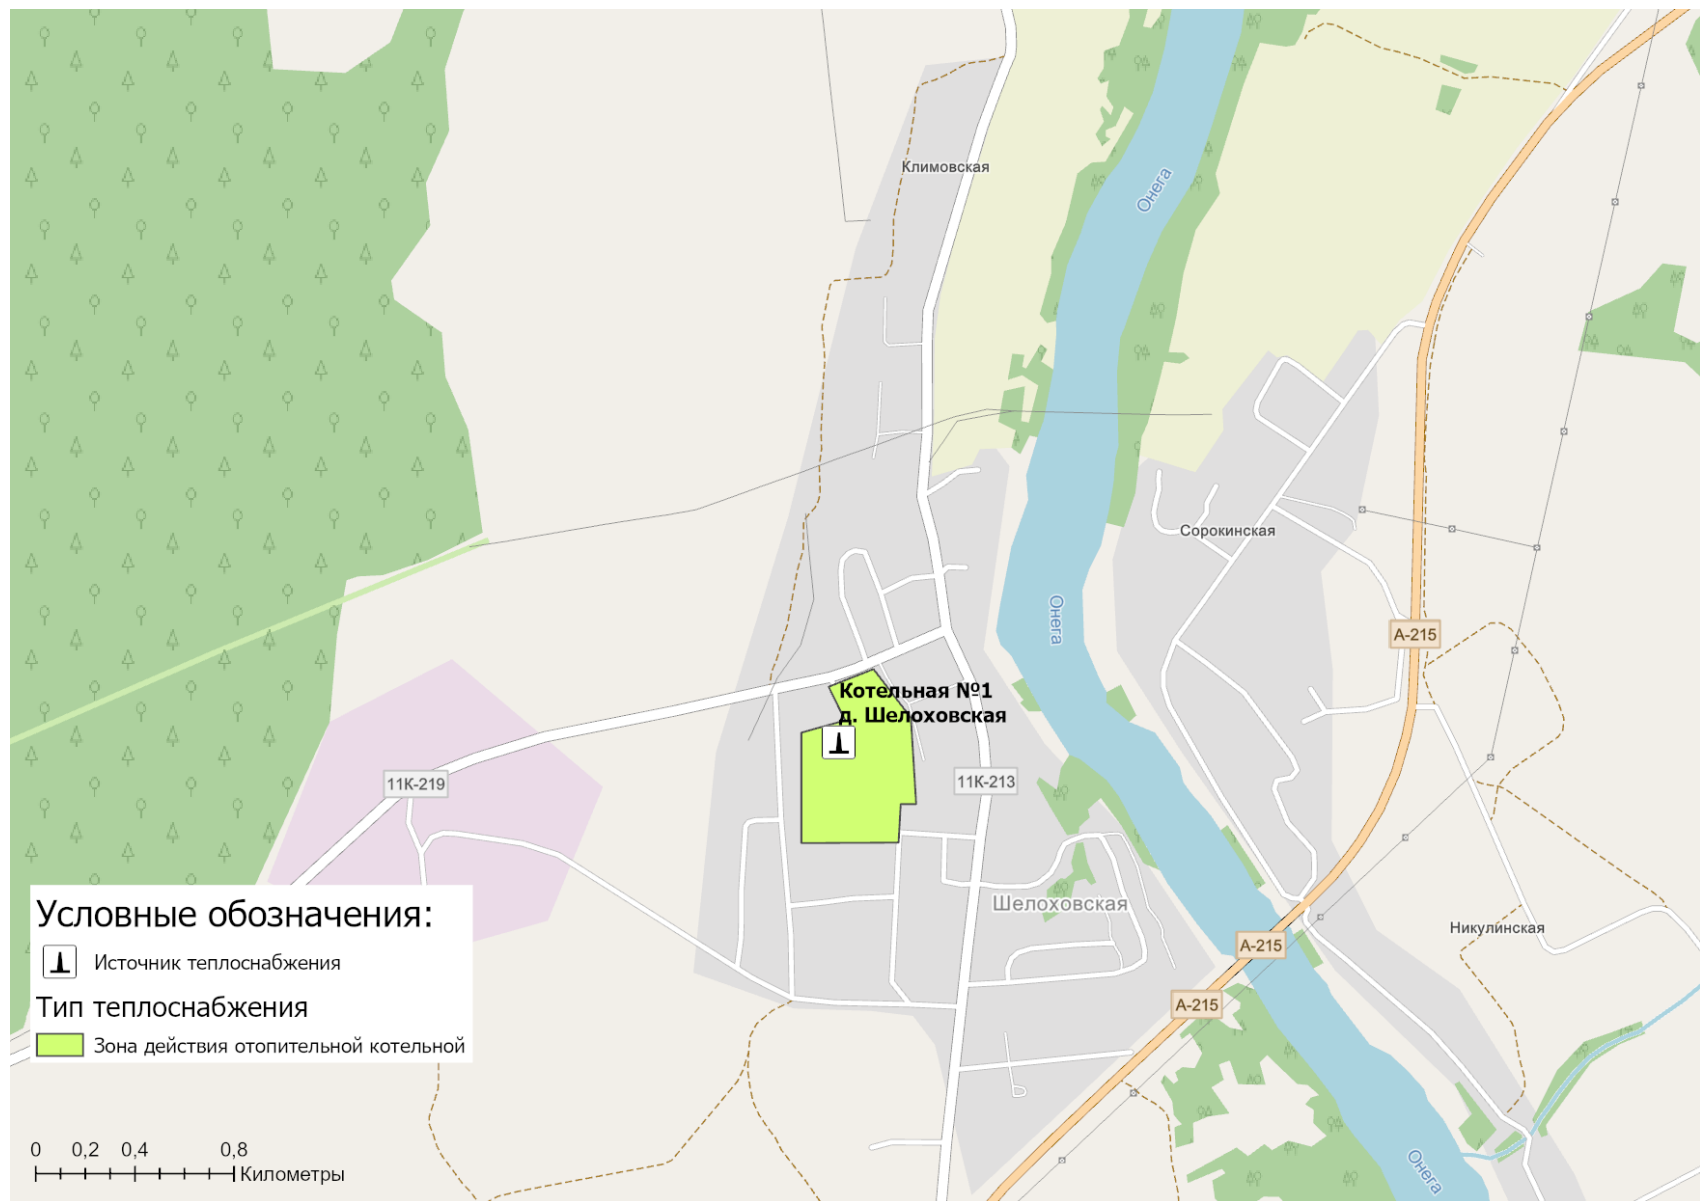 Климовская
Онега
Сорокинская
Онега
А-215
Котельная №1
д. Шелоховская
11К-219
11К-213
Шелоховская
Никулинская
А-215
А-215
Онега
Условные обозначения:
Источник теплоснабжения
Тип теплоснабжения
Зона действия отопительной котельной
0 0,2 0,4 0,8
Километры